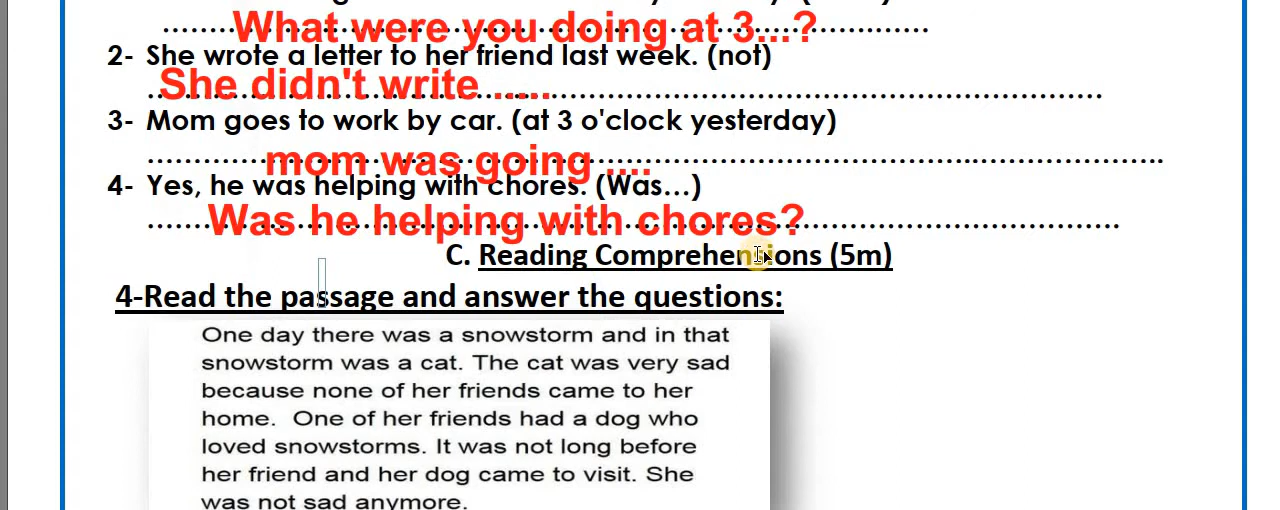 What were you doing at 3...?
2- She wrote a letter to her friend last week. (not)
She didn't write .....
3- Mom goes to work by car. (at 3 o'clock yesterday)
mom was going ....
4- Yes, he was helping with chores. (Was...)
Was he helping with chores?
C. Reading Comprehensions (5m)
4-Read the passage and answer the questions:
One day there was a snowstorm and in that
snowstorm was a cat. The cat was very sad
because none of her friends came to her
home. One of her friends had a dog who
loved snowstorms. It was not long before
her friend and her dog came to visit. She
was not sad anymore.